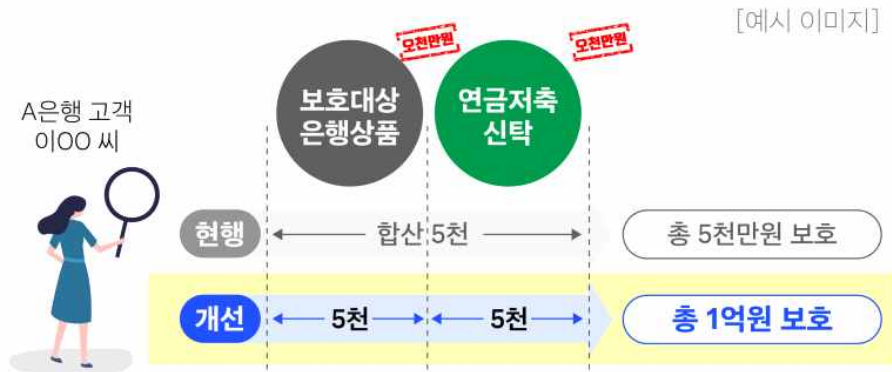 [예시 이미지]
오천만원
오천만원
보호대상
은행상품
연금저축
신탁
A은행 고객
이OO 씨
현행
합산 5천
총 5천만원 보호
개선
5천
5천
총 1억원 보호